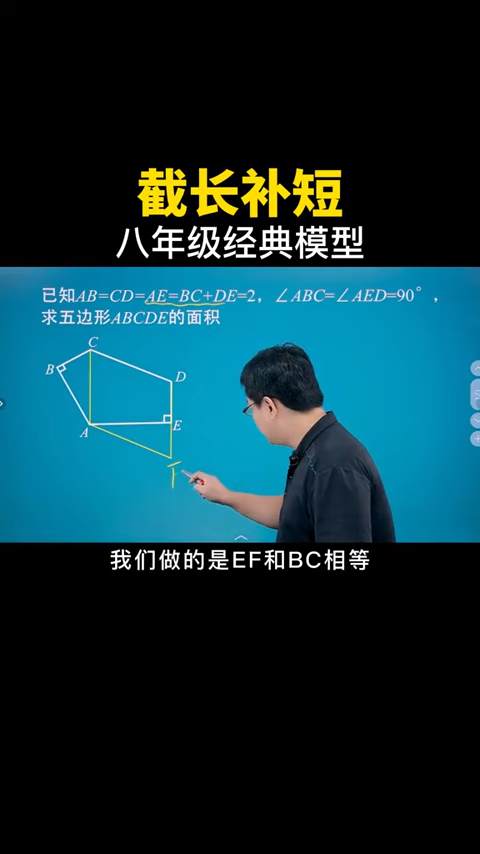 截长补短
八年级经典模型
已知AB=CD=AE=BC+DE=2，∠ABC=∠AED=90°，
求五边形ABCDE的面积
C
B
D
A
E
我们做的是EF和BC相等